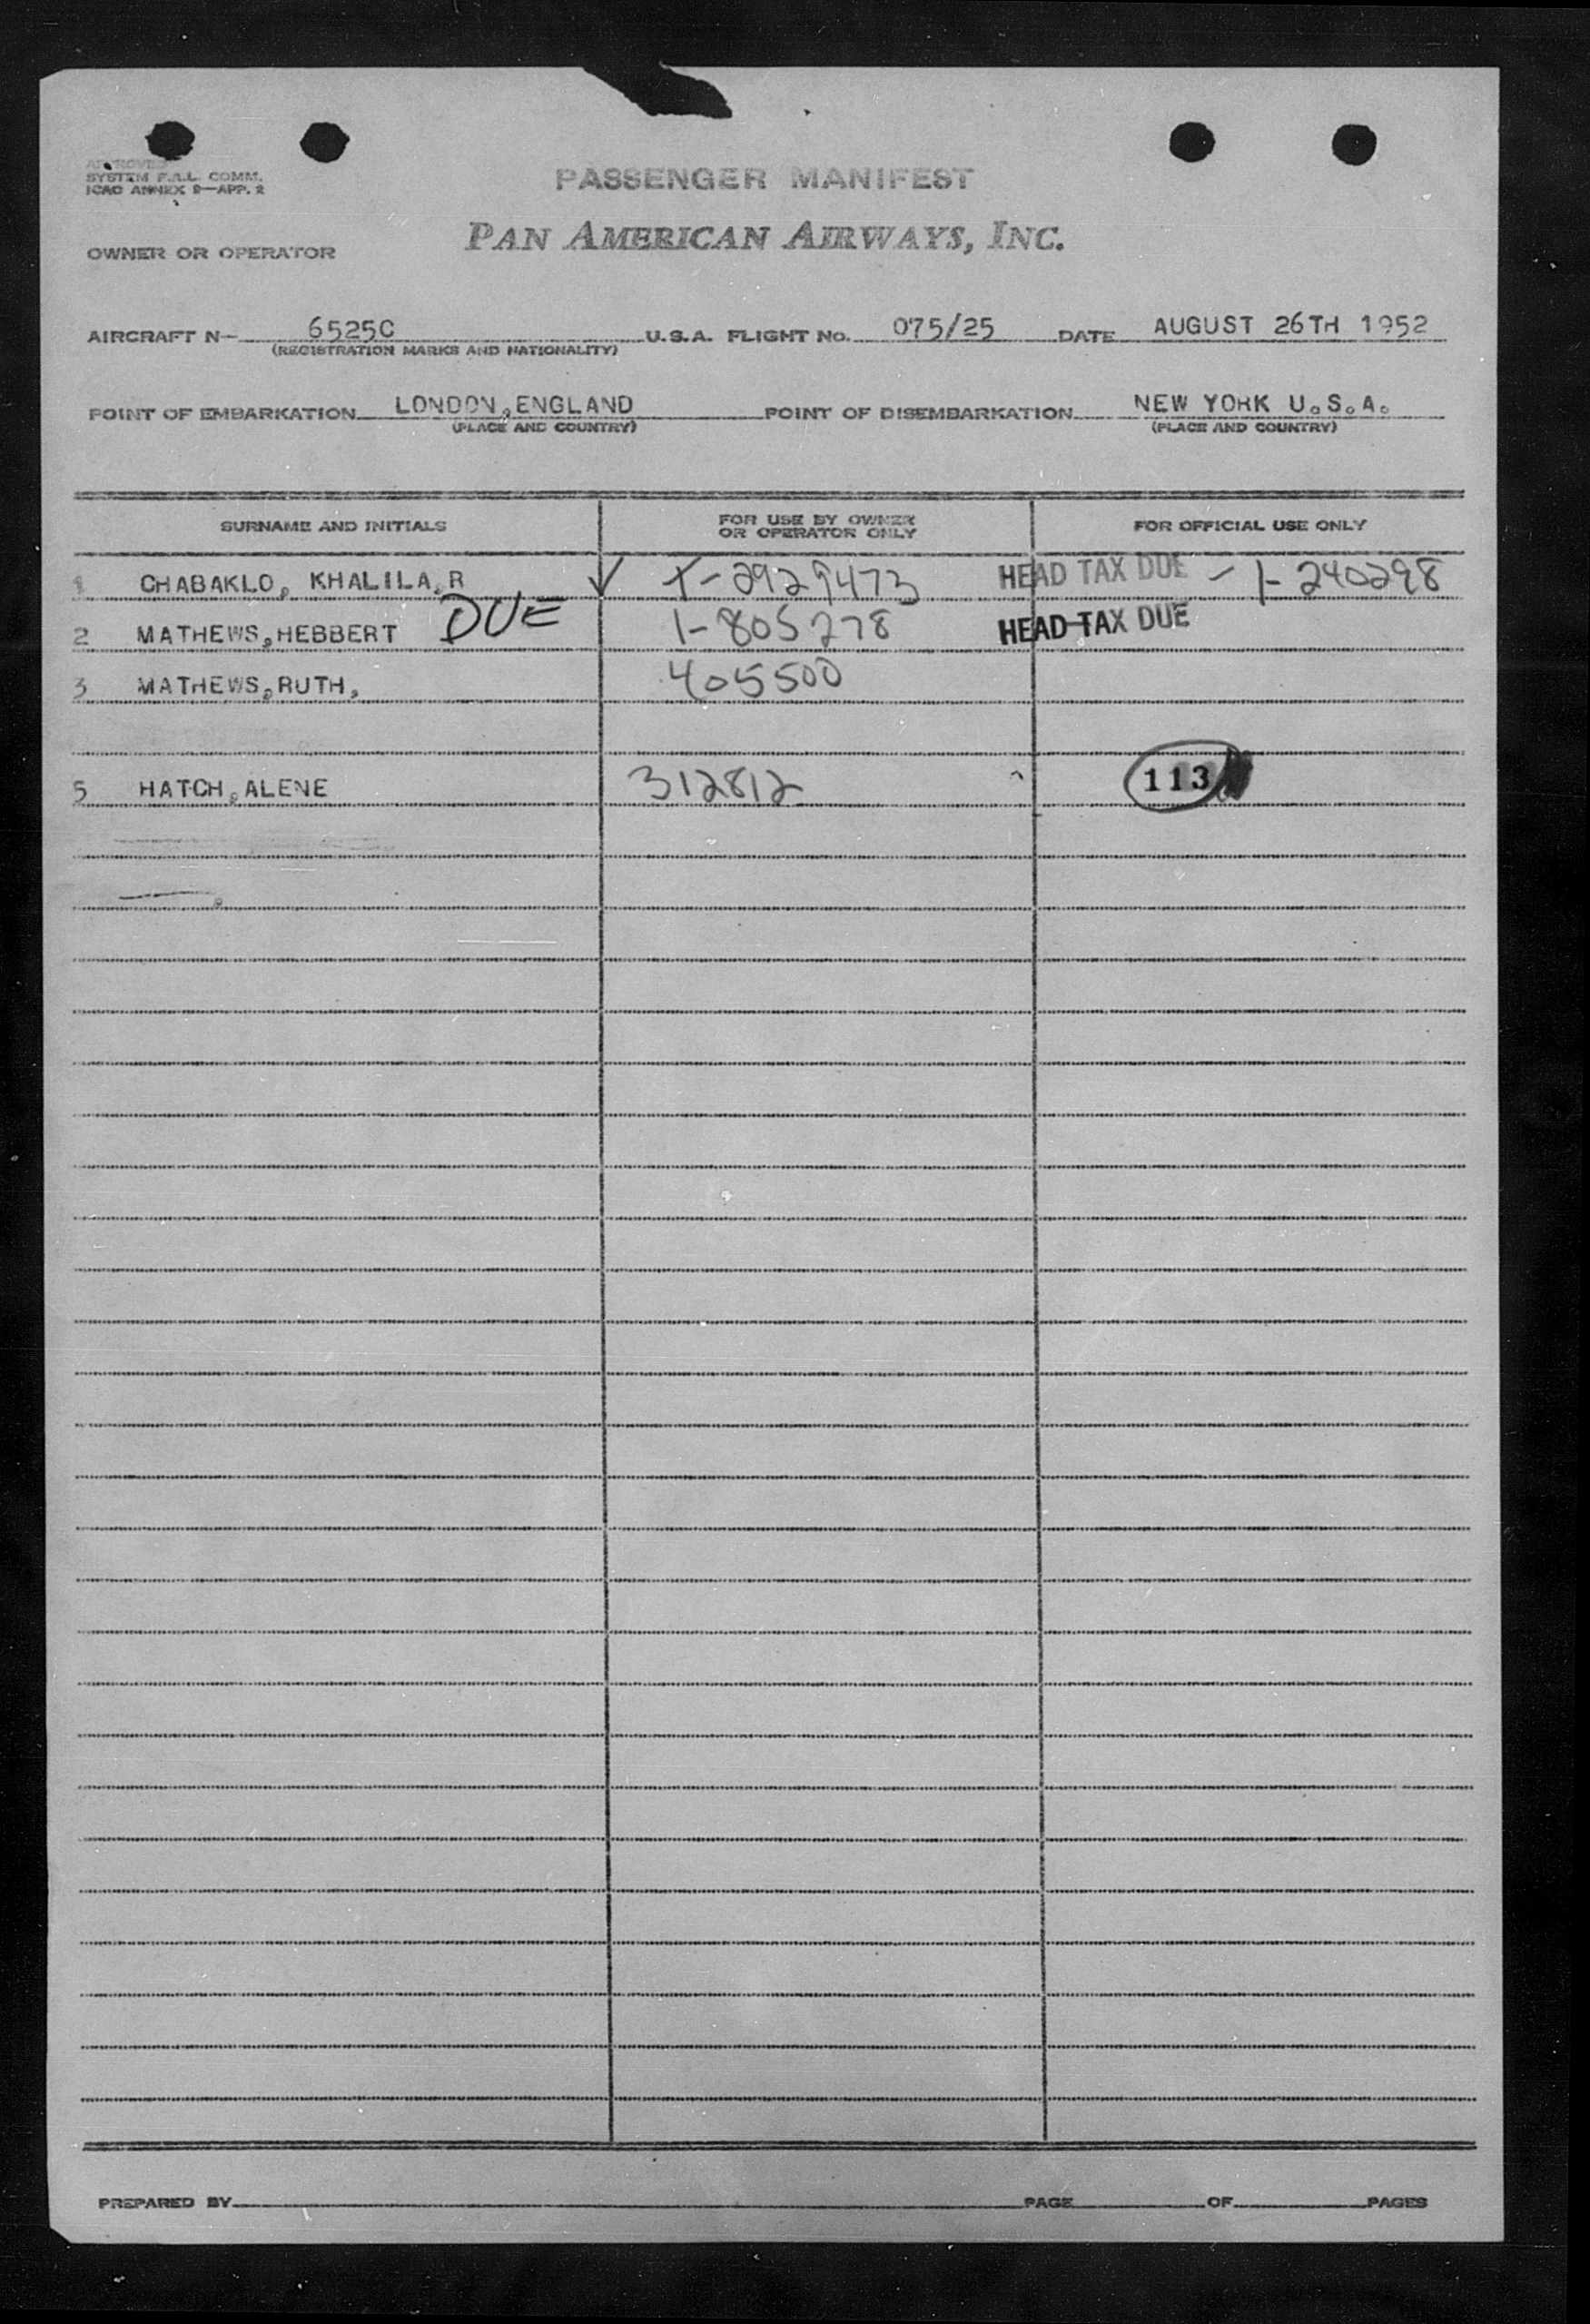 APPROVED
SYSTEM F.A.L. COMM.
ICAO ANNEX 9—APP. 2
PASSENGER MANIFEST
OWNER OR OPERATOR PAN AMERICAN AIRWAYS, INC.
AIRCRAFT N— 6525C U.S.A. FLIGHT NO. 075/25 DATE AUGUST 26TH 1952
(REGISTRATION MARKS AND NATIONALITY)
POINT OF EMBARKATION LONDON,ENGLAND POINT OF DISEMBARKATION NEW YORK U.S.A.
(PLACE AND COUNTRY) (PLACE AND COUNTRY)
SURNAME AND INITIALS FOR USE BY OWNER OR OPERATOR ONLY FOR OFFICIAL USE ONLY
1 CHABAKLO, KHALILA,R ✓ T-2929473 HEAD TAX DUE - 1-240298
2 MATHEWS,HEBBERT DUE 1-805278 HEAD TAX DUE
3 MATHEWS,RUTH, 405500
5 HATCH,ALENE 312812 113
PREPARED BY PAGE OF PAGES